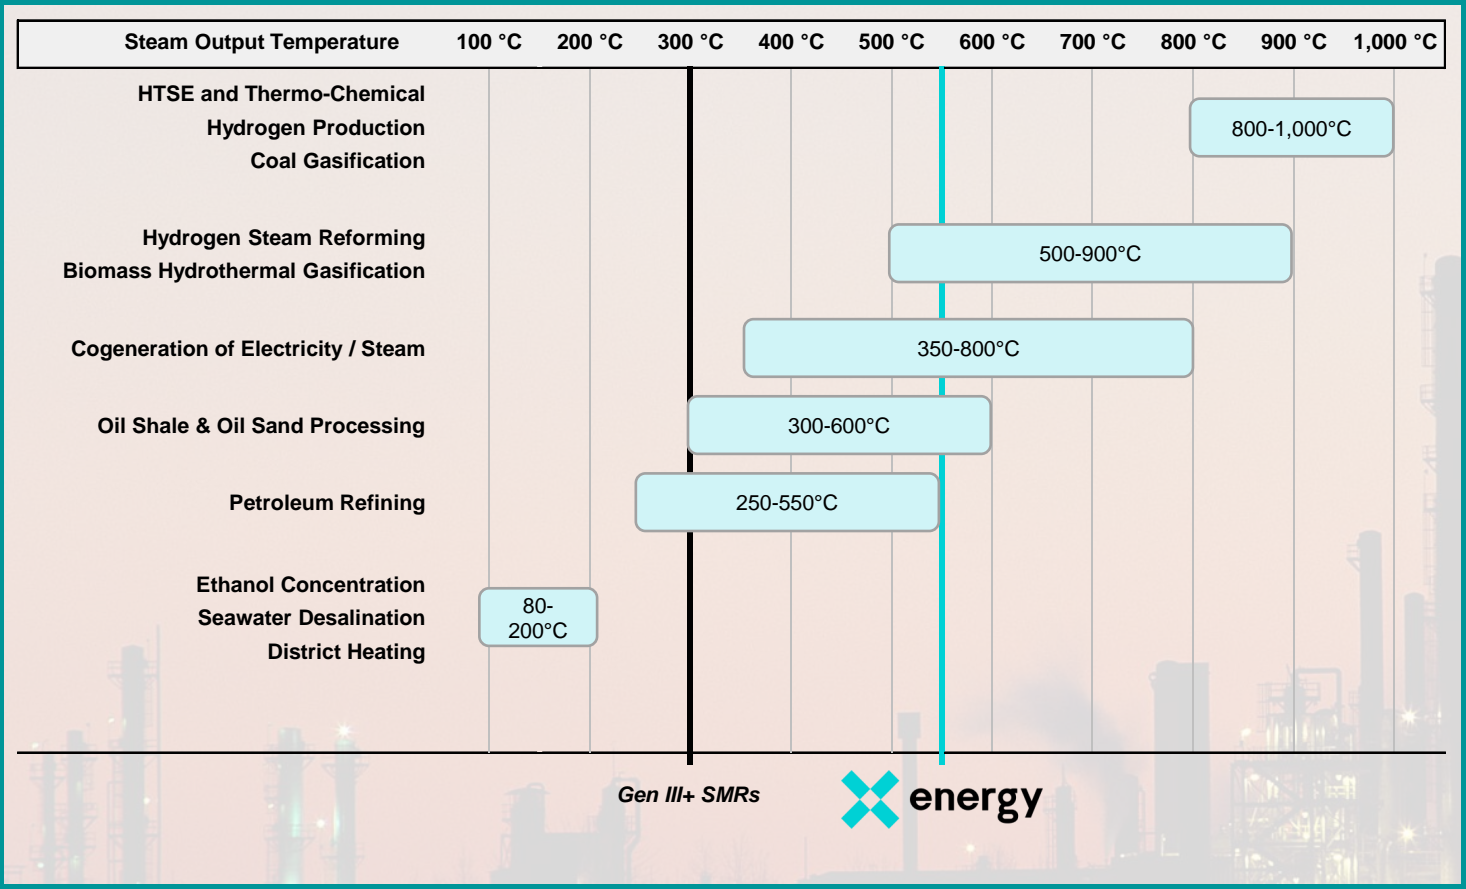 Steam Output Temperature 100 °C 200 °C 300 °C 400 °C 500 °C 600 °C 700 °C 800 °C 900 °C 1,000 °C
HTSE and Thermo-Chemical
Hydrogen Production
Coal Gasification
800-1,000°C
Hydrogen Steam Reforming
Biomass Hydrothermal Gasification
500-900°C
Cogeneration of Electricity / Steam
350-800°C
Oil Shale & Oil Sand Processing
300-600°C
Petroleum Refining
250-550°C
Ethanol Concentration
Seawater Desalination
District Heating
80-
200°C
Gen III+ SMRs
energy